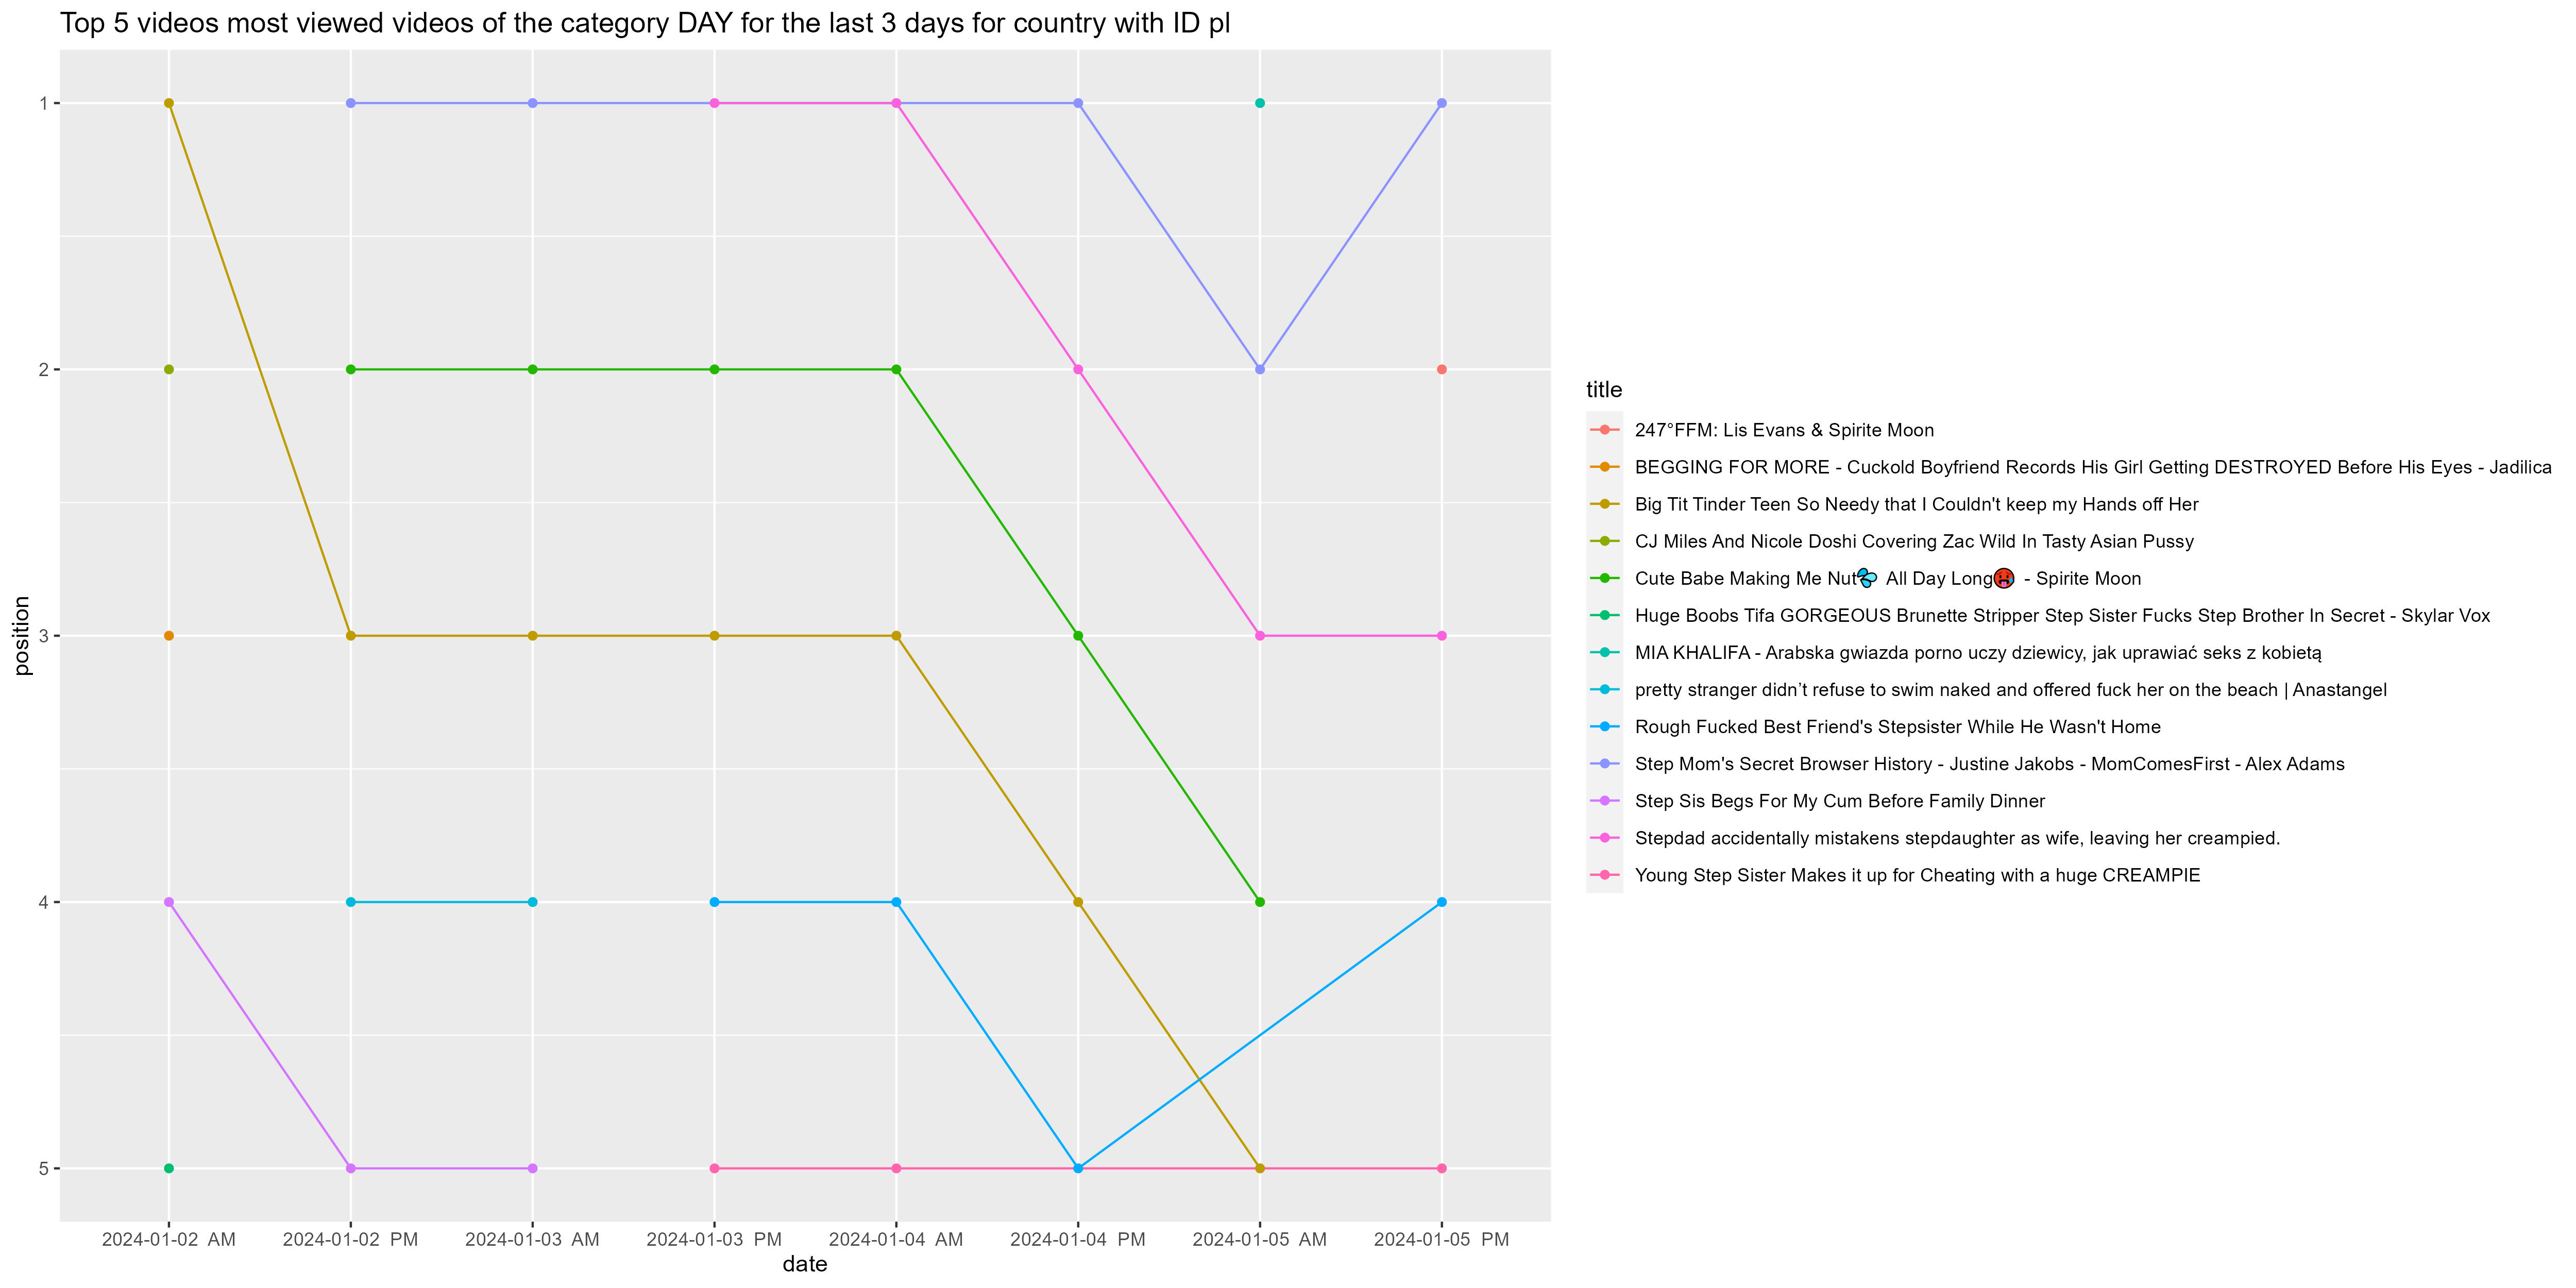 Top 5 videos most viewed videos of the category DAY for the last 3 days for country with ID pl
position
1
2
3
4
5
2024-01-02 AM
2024-01-02 PM
2024-01-03 AM
2024-01-03 PM
2024-01-04 AM
2024-01-04 PM
2024-01-05 AM
2024-01-05 PM
date
title
247°FFM: Lis Evans & Spirite Moon
BEGGING FOR MORE - Cuckold Boyfriend Records His Girl Getting DESTROYED Before His Eyes - Jadilica
Big Tit Tinder Teen So Needy that I Couldn't keep my Hands off Her
CJ Miles And Nicole Doshi Covering Zac Wild In Tasty Asian Pussy
Cute Babe Making Me Nut💦 All Day Long🥵 - Spirite Moon
Huge Boobs Tifa GORGEOUS Brunette Stripper Step Sister Fucks Step Brother In Secret - Skylar Vox
MIA KHALIFA - Arabska gwiazda porno uczy dziewicy, jak uprawiać seks z kobietą
pretty stranger didn’t refuse to swim naked and offered fuck her on the beach | Anastangel
Rough Fucked Best Friend's Stepsister While He Wasn't Home
Step Mom's Secret Browser History - Justine Jakobs - MomComesFirst - Alex Adams
Step Sis Begs For My Cum Before Family Dinner
Stepdad accidentally mistakens stepdaughter as wife, leaving her creampied.
Young Step Sister Makes it up for Cheating with a huge CREAMPIE